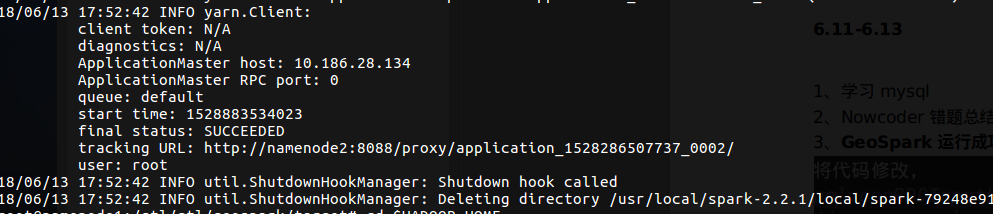 18/06/13 17:52:42 INFO yarn.Client:
client token: N/A
diagnostics: N/A
ApplicationMaster host: 10.186.28.134
ApplicationMaster RPC port: 0
queue: default
start time: 1528883534023
final status: SUCCEEDED
tracking URL: http://namenode2:8088/proxy/application_1528286507737_0002/
user: root
18/06/13 17:52:42 INFO util.ShutdownHookManager: Shutdown hook called
18/06/13 17:52:42 INFO util.ShutdownHookManager: Deleting directory /usr/local/spark-2.2.1/local/spark-79248e91
6.11-6.13
1、学习 mysql
2、Nowcoder 错题总结
3、GeoSpark 运行成功
将代码修改，